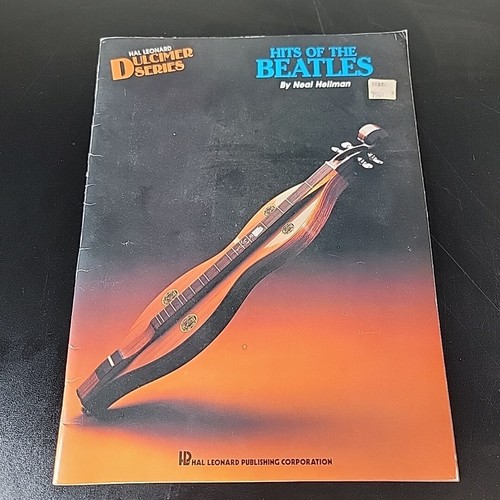 HAL LEONARD
DULCIMER
SERIES
HITS OF THE
BEATLES
By Neal Hellman
HAL LEONARD PUBLISHING CORPORATION